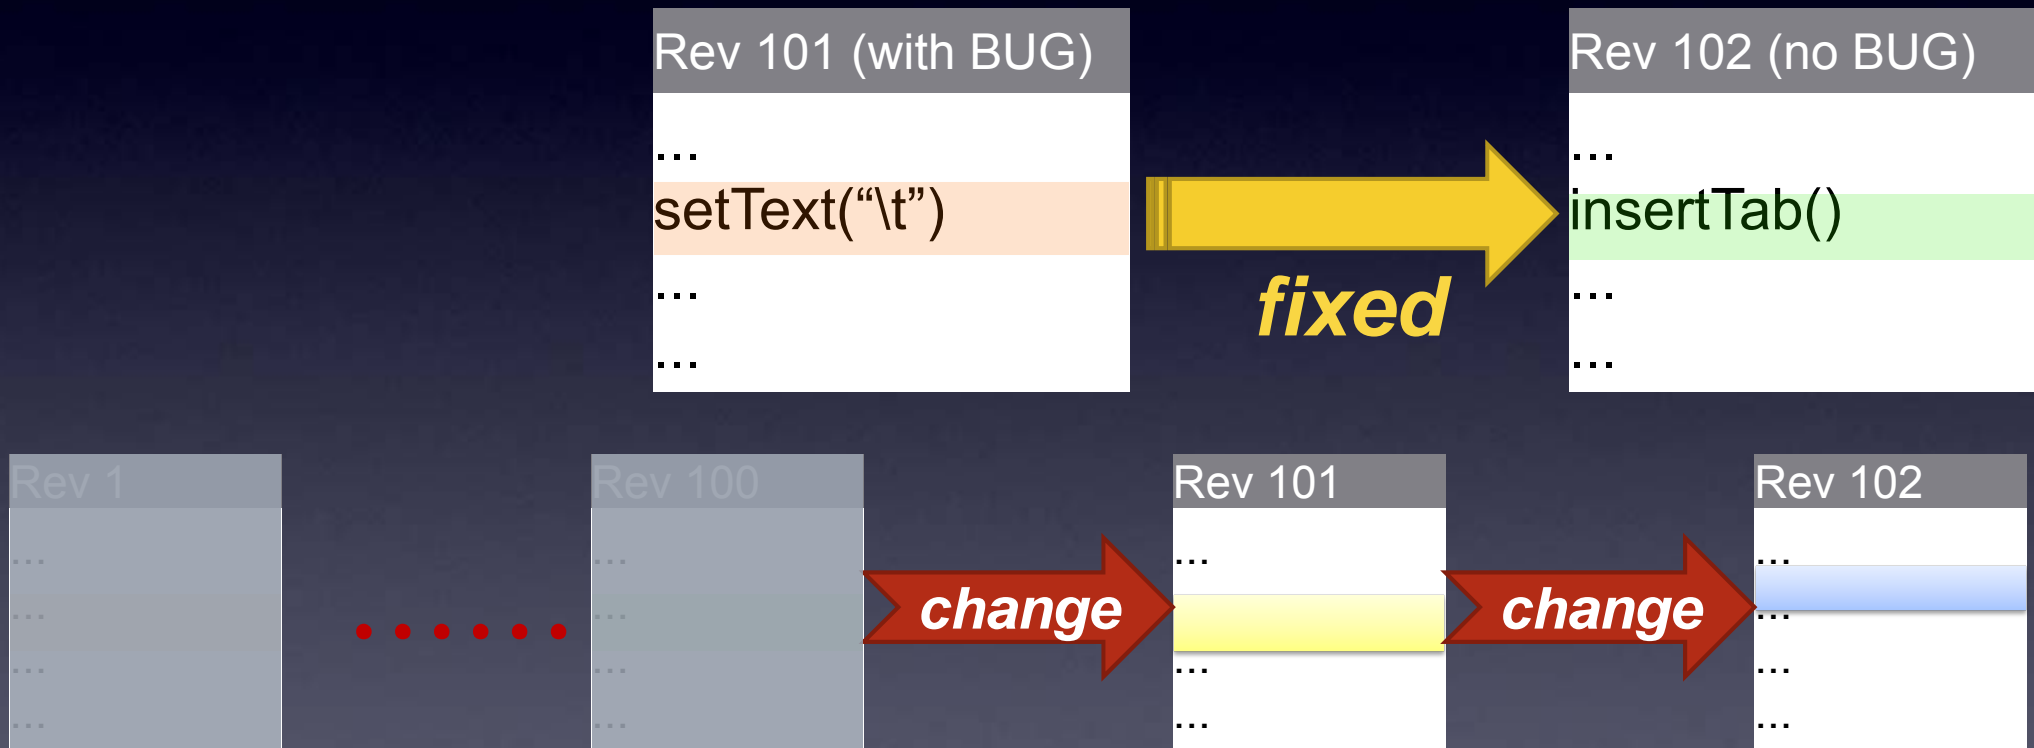 Rev 101 (with BUG)
...
setText(“\t”)
...
...
fixed
Rev 102 (no BUG)
...
insertTab()
...
...
Rev 1
...
...
...
...
Rev 100
...
...
...
...
change
Rev 101
...
...
...
change
Rev 102
...
...
...
...